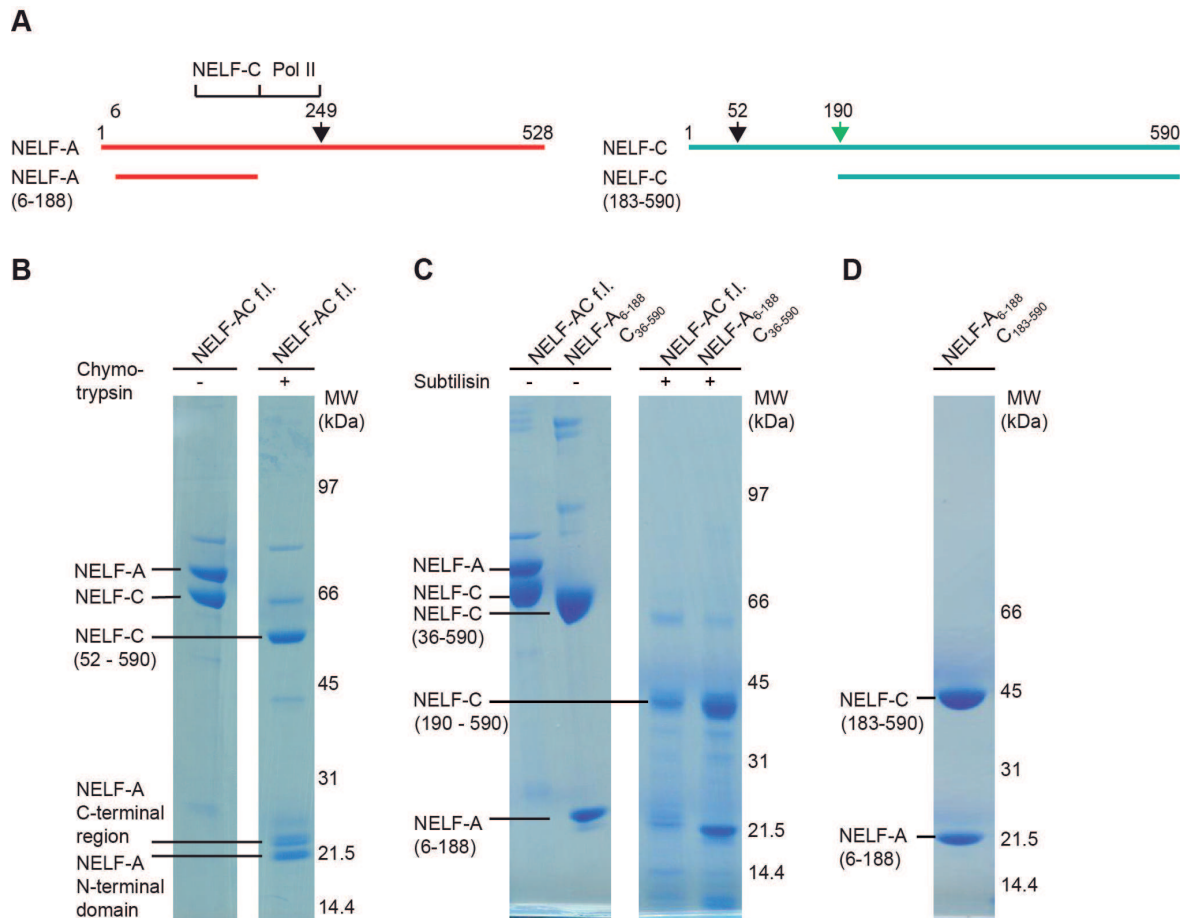 A
NELF-C Pol II
6 249
1 528
NELF-A
NELF-A
(6-188)
52 190
1 590
NELF-C
NELF-C
(183-590)
B
NELF-AC f.l.
NELF-AC f.l.
Chymo-
trypsin
- +
MW
(kDa)
97
66
45
31
21.5
14.4
NELF-A
NELF-C
NELF-C
(52 - 590)
NELF-A
C-terminal
region
NELF-A
N-terminal
domain
C
NELF-AC f.l.
NELF-A6-188
C36-590
NELF-AC f.l.
NELF-A6-188
C36-590
Subtilisin
- - + +
MW
(kDa)
97
66
45
31
21.5
14.4
NELF-A
NELF-C
NELF-C
(36-590)
NELF-C
(190 - 590)
NELF-A
(6-188)
D
NELF-A6-188
C183-590
MW
(kDa)
97
66
45
31
21.5
14.4
NELF-C
(183-590)
NELF-A
(6-188)